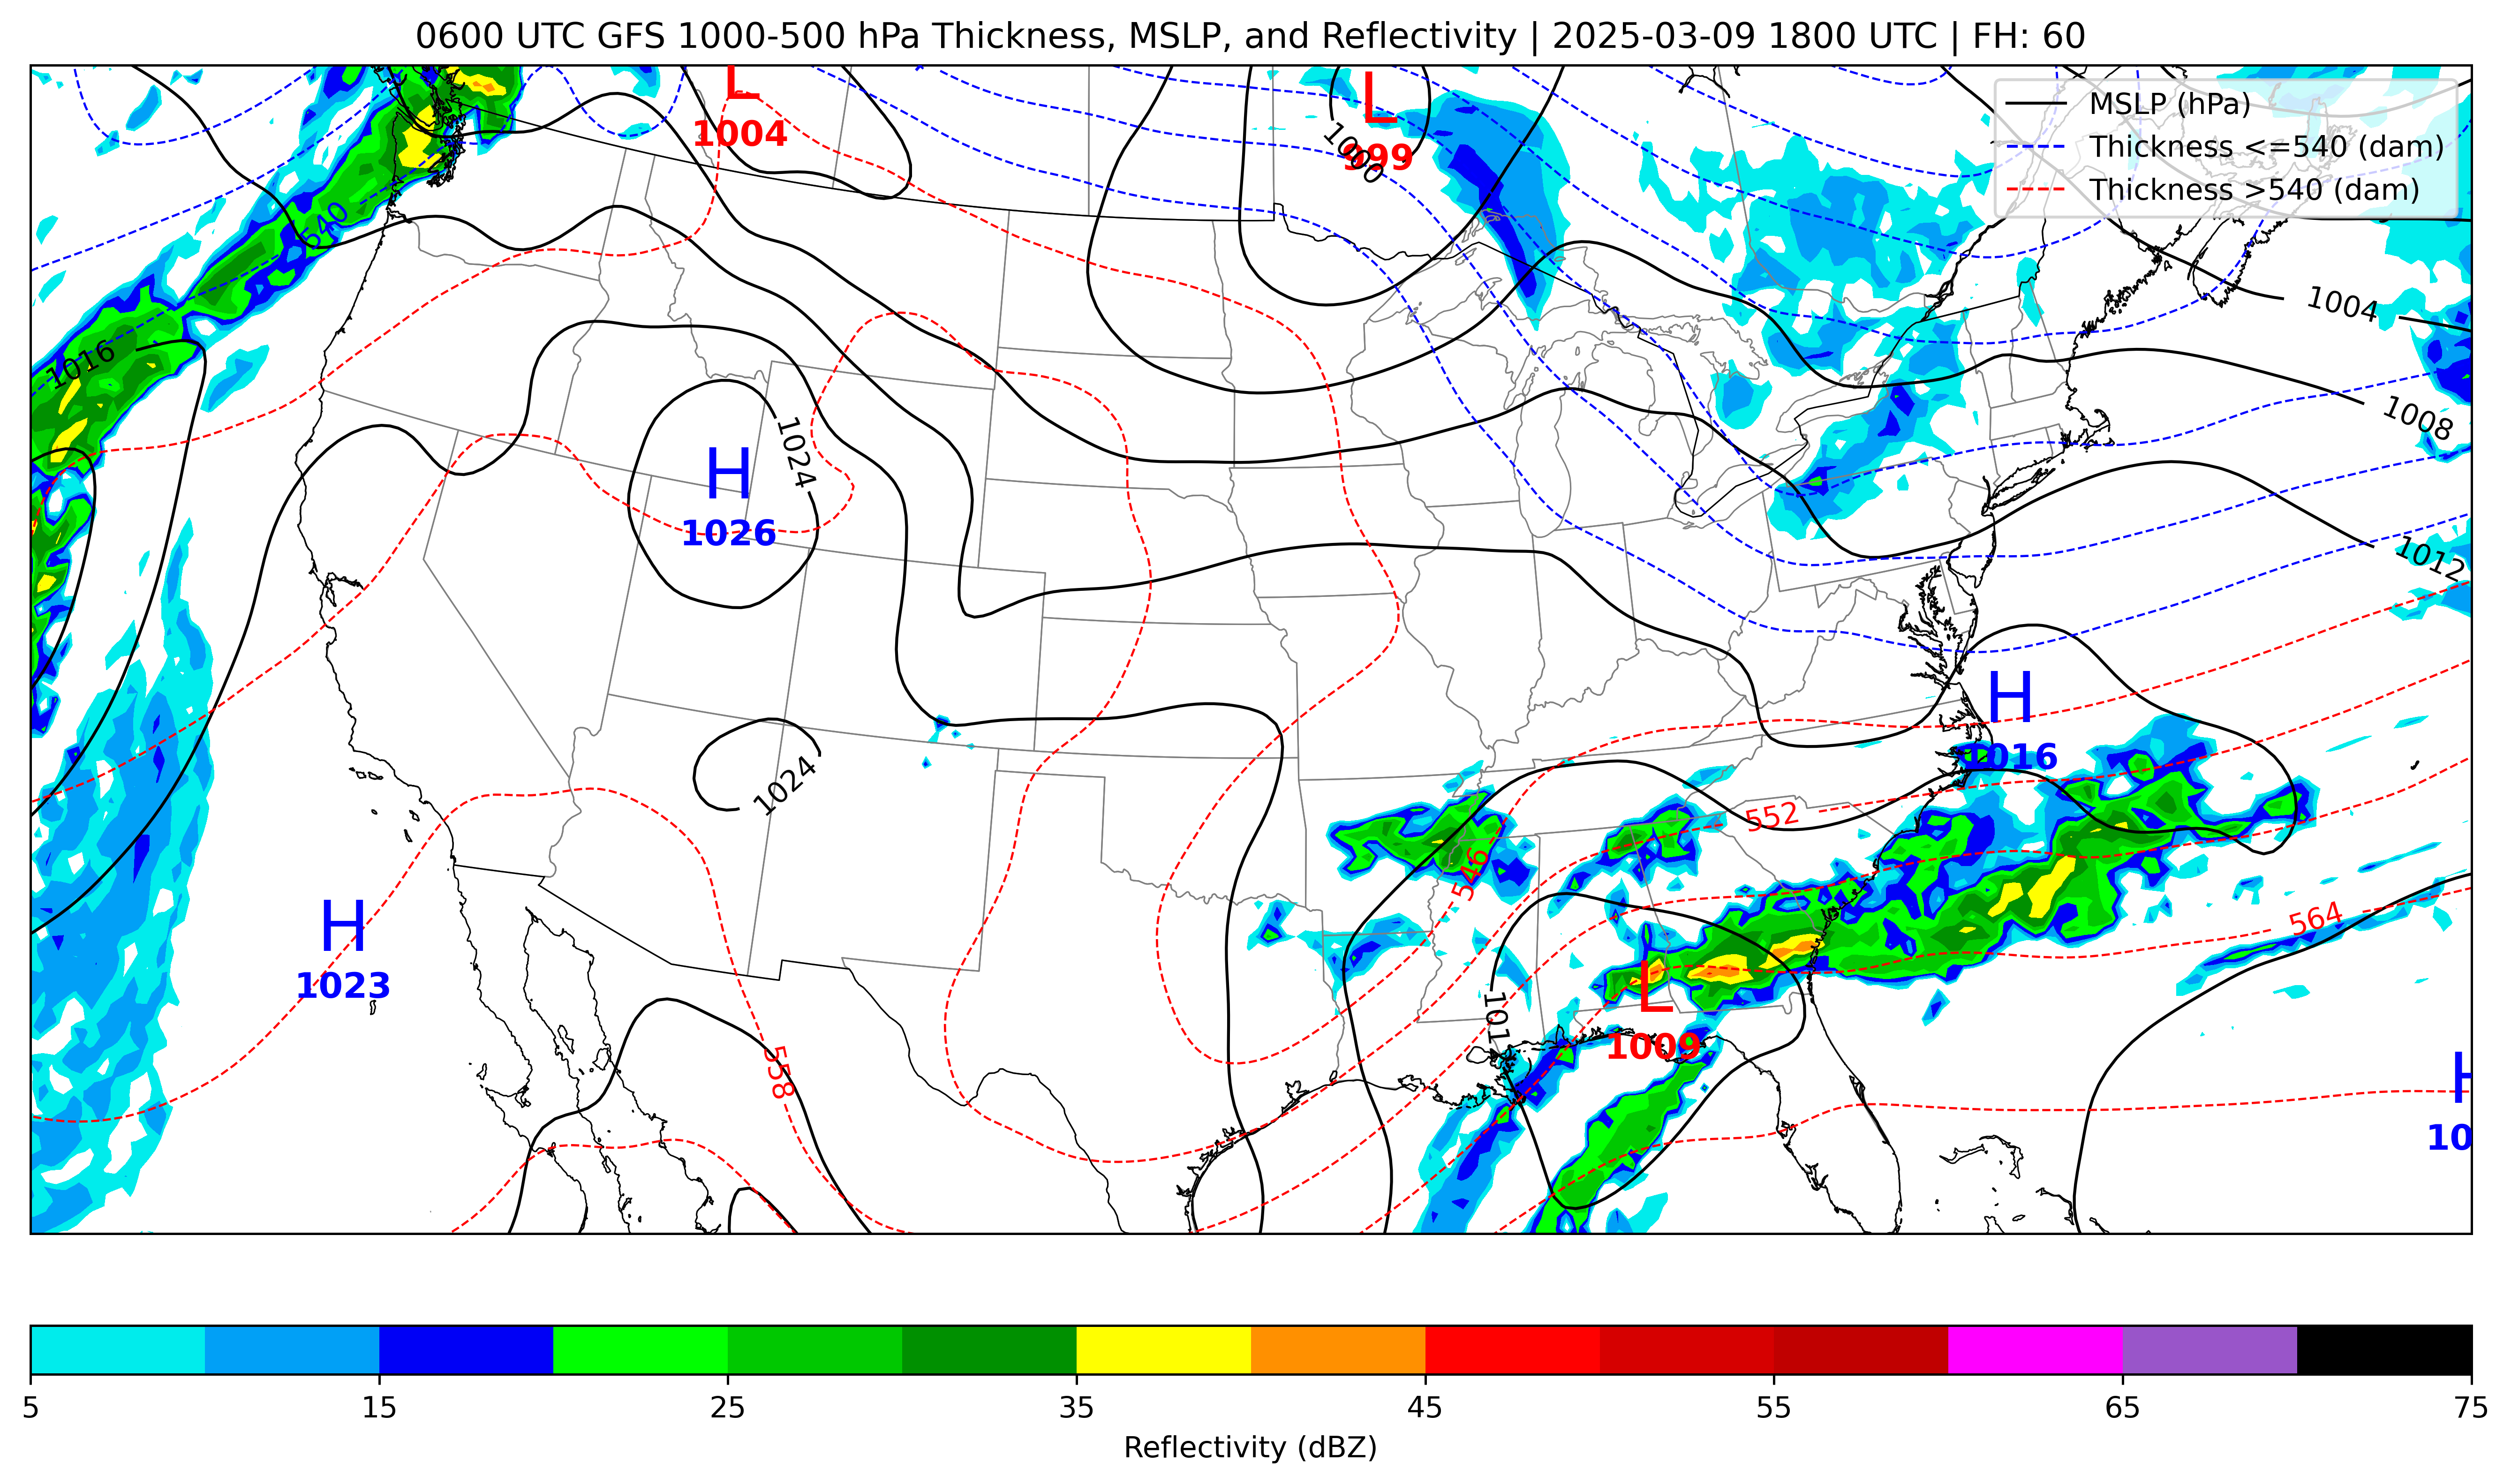 0600 UTC GFS 1000-500 hPa Thickness, MSLP, and Reflectivity | 2025-03-09 1800 UTC | FH: 60
MSLP (hPa)
Thickness <=540 (dam)
Thickness >540 (dam)
L
1004
L
999
1000
540
1016
1004
1008
1012
1024
H
1026
H
1016
1024
552
546
564
H
1023
L
1009
101
558
H
10
5 15 25 35 45 55 65 75
Reflectivity (dBZ)